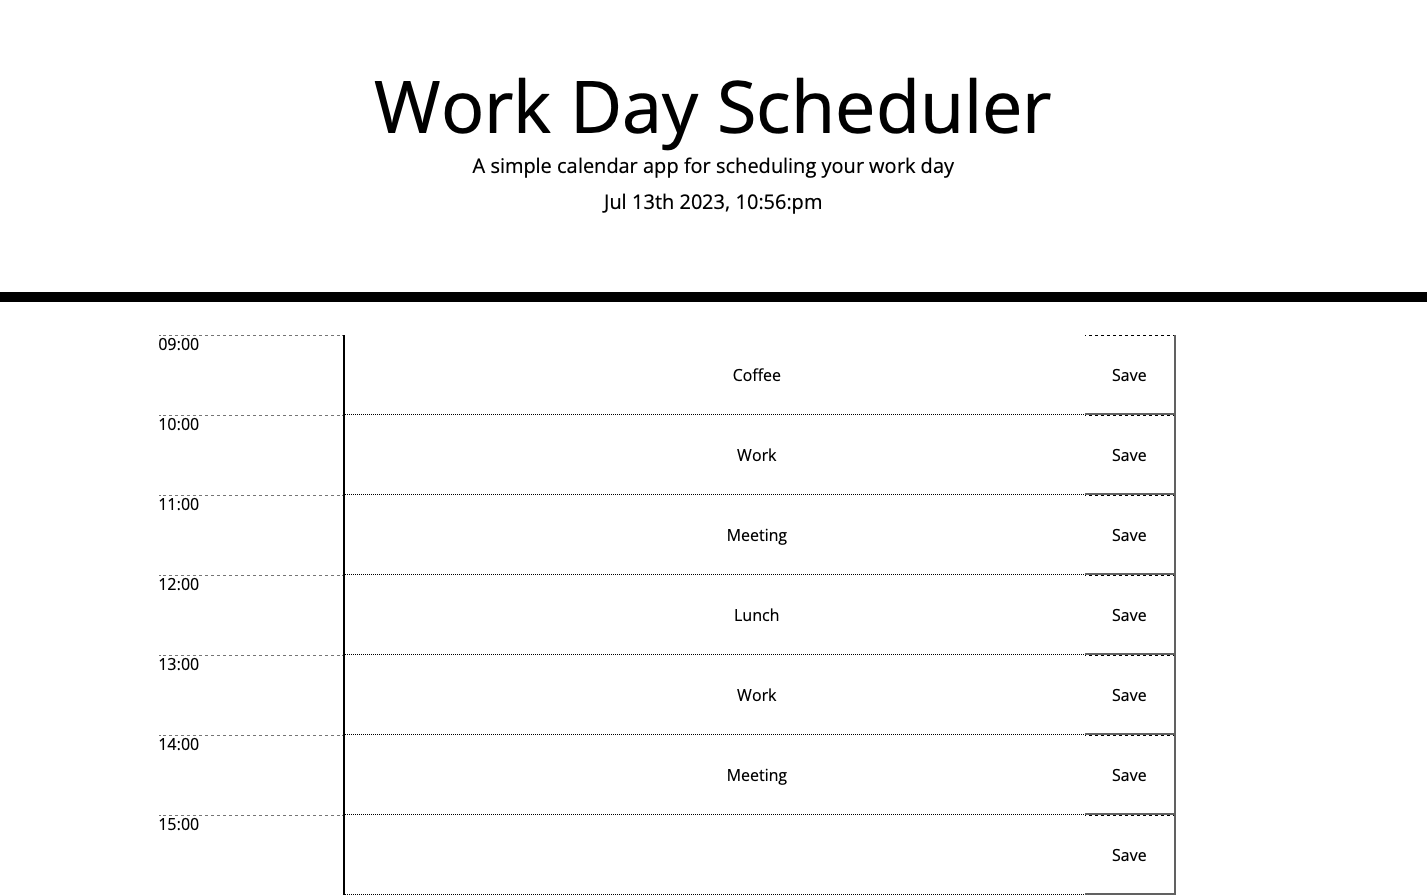 Work Day Scheduler
A simple calendar app for scheduling your work day
Jul 13th 2023, 10:56:pm
09:00 Coffee Save
10:00 Work Save
11:00 Meeting Save
12:00 Lunch Save
13:00 Work Save
14:00 Meeting Save
15:00 Save